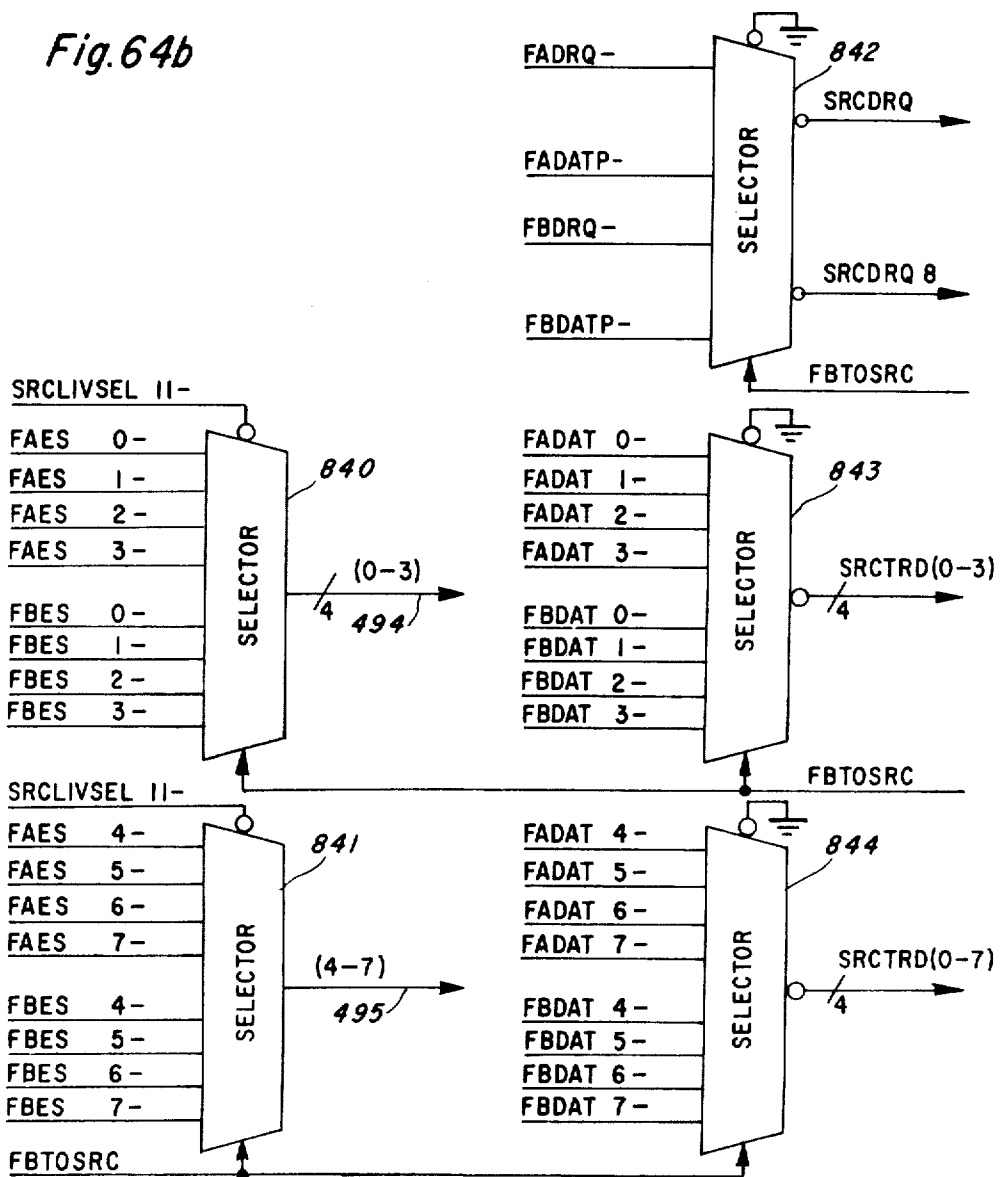 Fig. 64b
FADRQ-
FADATP-
FBDRQ-
FBDATP-
SELECTOR
842
SRCDRQ
SRCDRQ 8
FBTOSRC
SRCLIVSEL 11-
FAES 0-
FAES 1-
FAES 2-
FAES 3-
FBES 0-
FBES 1-
FBES 2-
FBES 3-
SELECTOR
840
(0-3)
4
494
FADAT 0-
FADAT 1-
FADAT 2-
FADAT 3-
FBDAT 0-
FBDAT 1-
FBDAT 2-
FBDAT 3-
SELECTOR
843
SRCTRD(0-3)
4
FBTOSRC
SRCLIVSEL 11-
FAES 4-
FAES 5-
FAES 6-
FAES 7-
FBES 4-
FBES 5-
FBES 6-
FBES 7-
SELECTOR
841
(4-7)
495
FADAT 4-
FADAT 5-
FADAT 6-
FADAT 7-
FBDAT 4-
FBDAT 5-
FBDAT 6-
FBDAT 7-
SELECTOR
844
SRCTRD(0-7)
4
FBTOSRC